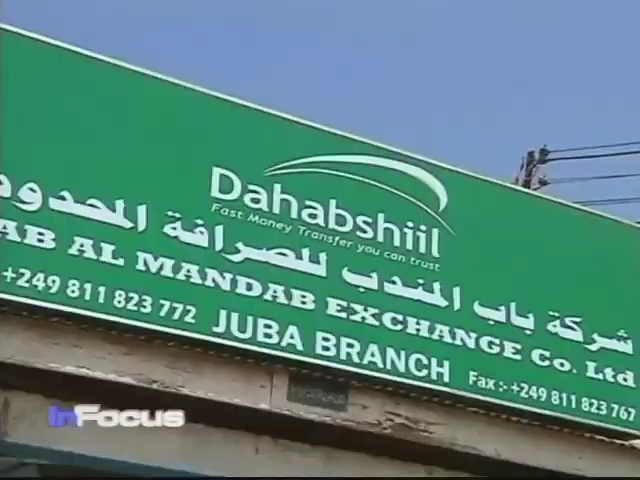 Dahabshiil
Fast Money Transfer you can trust
شركة باب المندب للصرافة المحدود
AB AL MANDAB EXCHANGE Co. Ltd
+249 811 823 772
JUBA BRANCH
Fax :- +249 811 823 767
InFocus